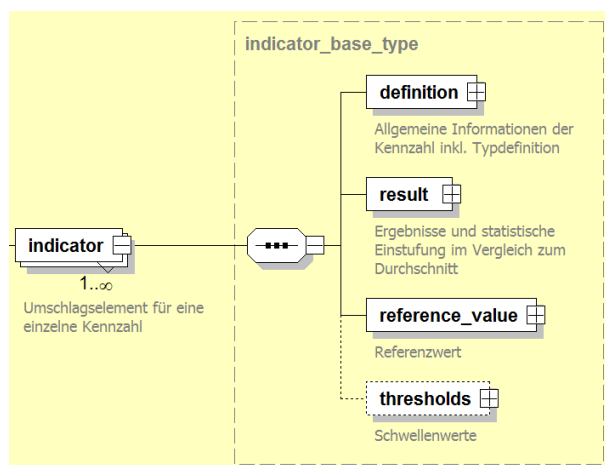 indicator_base_type
definition
Allgemeine Informationen der
Kennzahl inkl. Typdefinition
result
Ergebnisse und statistische
Einstufung im Vergleich zum
Durchschnitt
indicator
1..∞
Umschlagselement für eine
einzelne Kennzahl
reference_value
Referenzwert
thresholds
Schwellenwerte